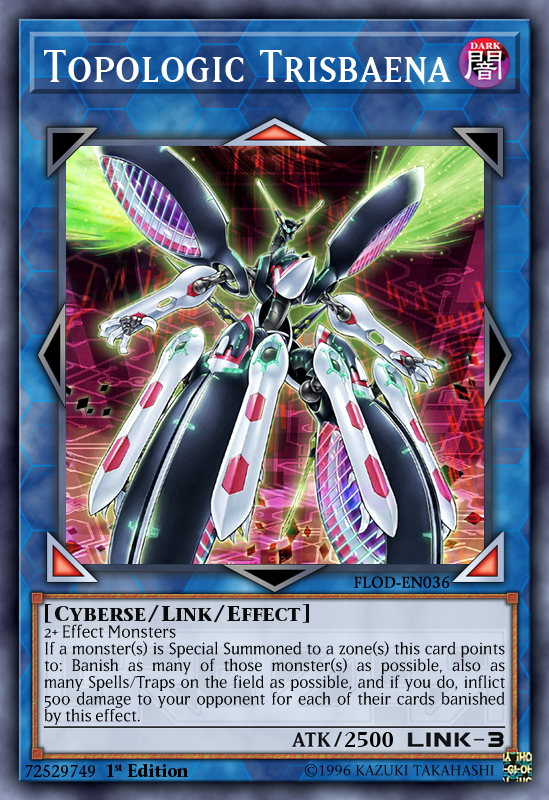 TOPOLOGIC TRISBAENA
DARK
闇
FLOD-EN036
[CYBERSE/LINK/EFFECT]
2+ Effect Monsters
If a monster(s) is Special Summoned to a zone(s) this card points
to: Banish as many of those monster(s) as possible, also as
many Spells/Traps on the field as possible, and if you do, inflict
500 damage to your opponent for each of their cards banished
by this effect.
ATK/2500 LINK-3
72529749 1st Edition ©1996 KAZUKI TAKAHASHI